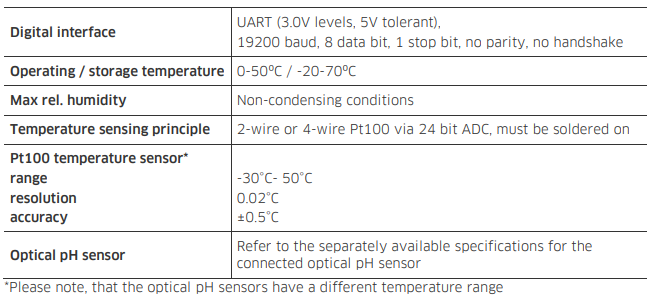 Digital interface
UART (3.0V levels, 5V tolerant),
19200 baud, 8 data bit, 1 stop bit, no parity, no handshake
Operating / storage temperature 0-50ºC / -20-70ºC
Max rel. humidity Non-condensing conditions
Temperature sensing principle 2-wire or 4-wire Pt100 via 24 bit ADC, must be soldered on
Pt100 temperature sensor*
range -30°C- 50°C
resolution 0.02°C
accuracy ±0.5°C
Optical pH sensor
Refer to the separately available specifications for the
connected optical pH sensor
*Please note, that the optical pH sensors have a different temperature range